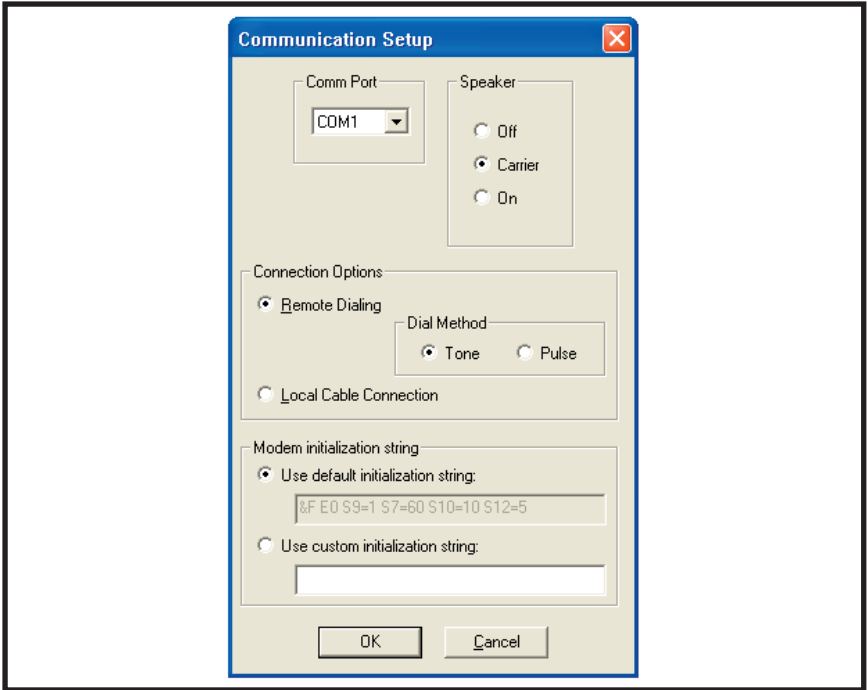 Communication Setup
Comm Port
COM1
Speaker
Off
Carrier
On
Connection Options
Remote Dialing
Dial Method
Tone
Pulse
Local Cable Connection
Modem initialization string
Use default initialization string:
&F E0 S9=1 S7=60 S10=10 S12=5
Use custom initialization string:
OK
Cancel